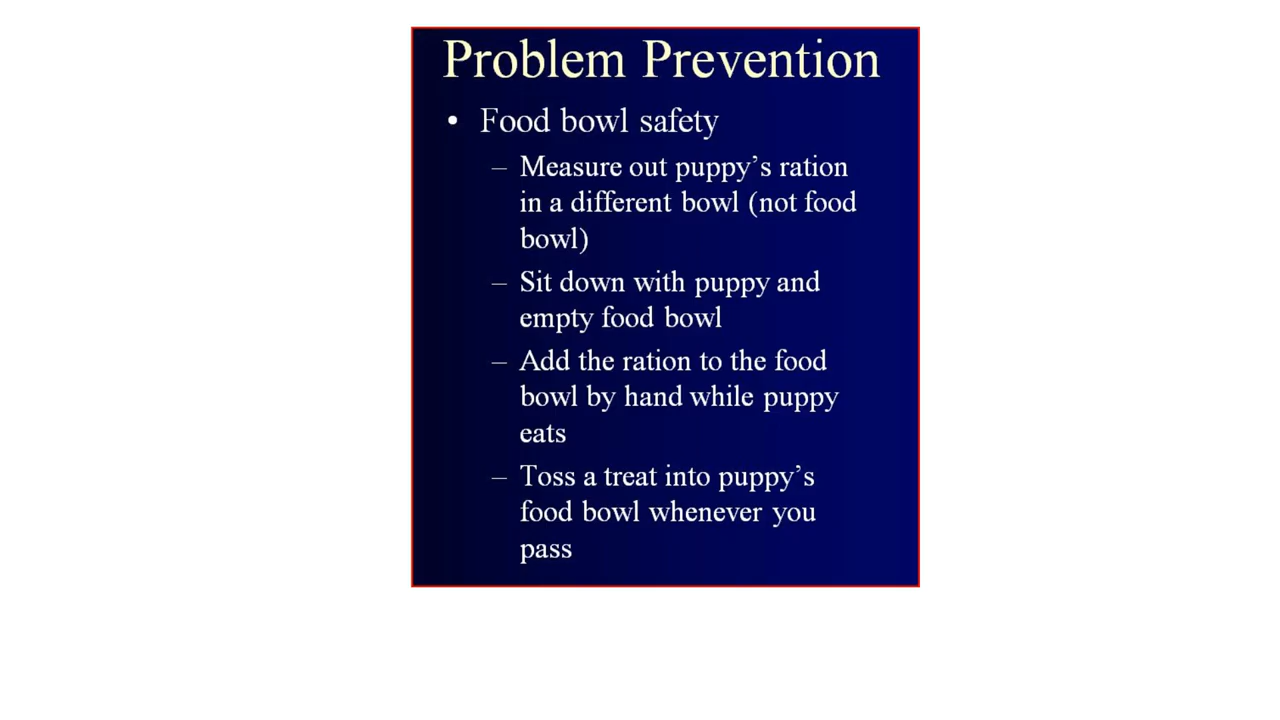 Problem Prevention
• Food bowl safety
– Measure out puppy’s ration
in a different bowl (not food
bowl)
– Sit down with puppy and
empty food bowl
– Add the ration to the food
bowl by hand while puppy
eats
– Toss a treat into puppy’s
food bowl whenever you
pass